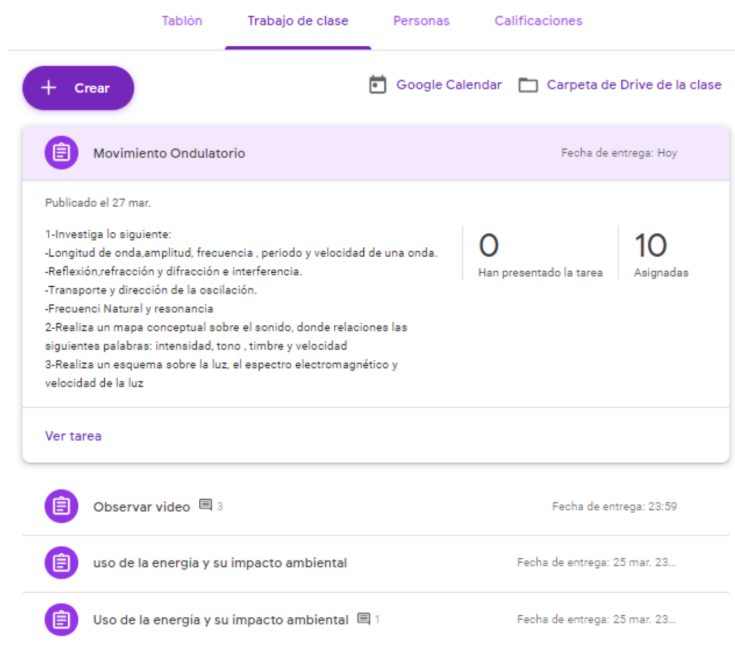 Tablón Trabajo de clase Personas Calificaciones
Crear Google Calendar Carpeta de Drive de la clase
Movimiento Ondulatorio Fecha de entrega: Hoy
Publicado el 27 mar.
1-Investiga lo siguiente:
-Longitud de onda,amplitud, frecuencia , periodo y velocidad de una onda.
-Reflexión,refracción y difracción e interferencia.
-Transporte y dirección de la oscilación.
-Frecuenci Natural y resonancia
2-Realiza un mapa conceptual sobre el sonido, donde relaciones las
siguientes palabras: intensidad, tono , timbre y velocidad
3-Realiza un esquema sobre la luz, el espectro electromagnético y
velocidad de la luz
0 10
Han presentado la tarea Asignadas
Ver tarea
Observar video 3 Fecha de entrega: 23:59
uso de la energia y su impacto ambiental Fecha de entrega: 25 mar. 23...
Uso de la energia y su impacto ambiental 1 Fecha de entrega: 25 mar. 23...